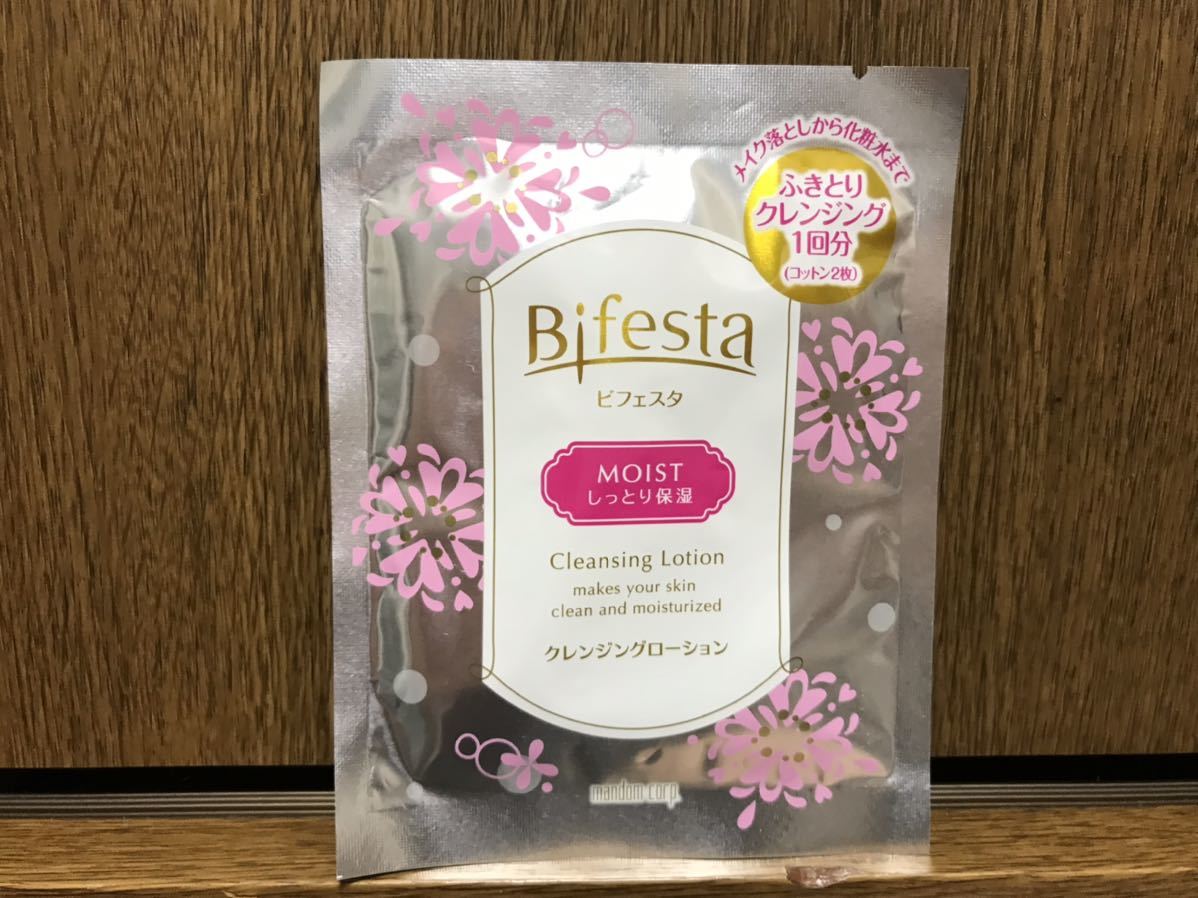 メイク落としから化粧水まで
ふきとり
クレンジング
1回分
(コットン2枚)
Bifesta
ビフェスタ
MOIST
しっとり保湿
Cleansing Lotion
makes your skin
clean and moisturized
クレンジングローション
mandom corp.